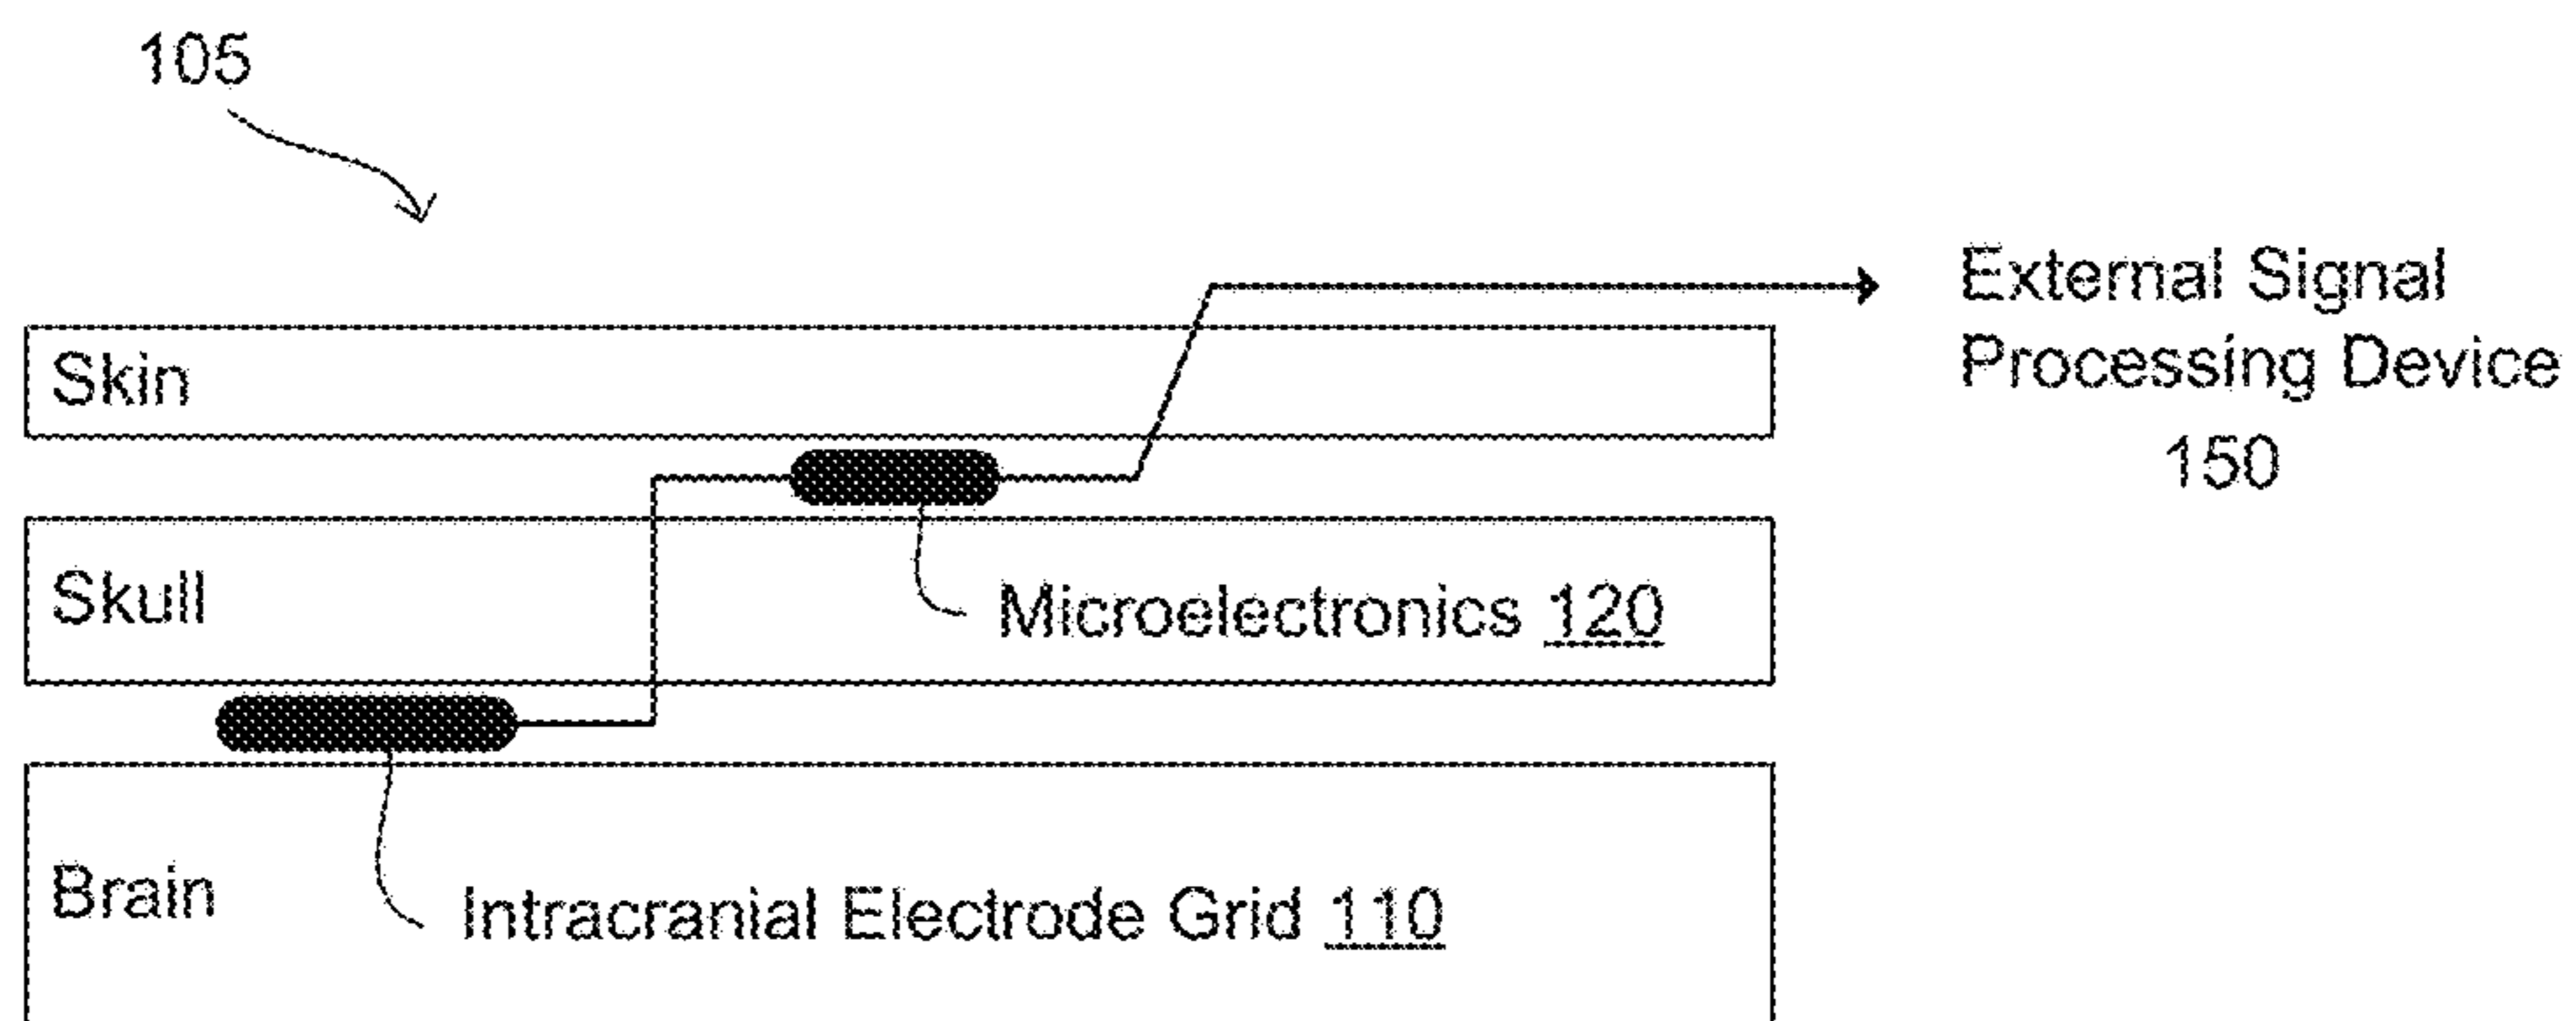 105
External Signal
Processing Device
150
Skin
Skull
Microelectronics 120
Brain
Intracranial Electrode Grid 110